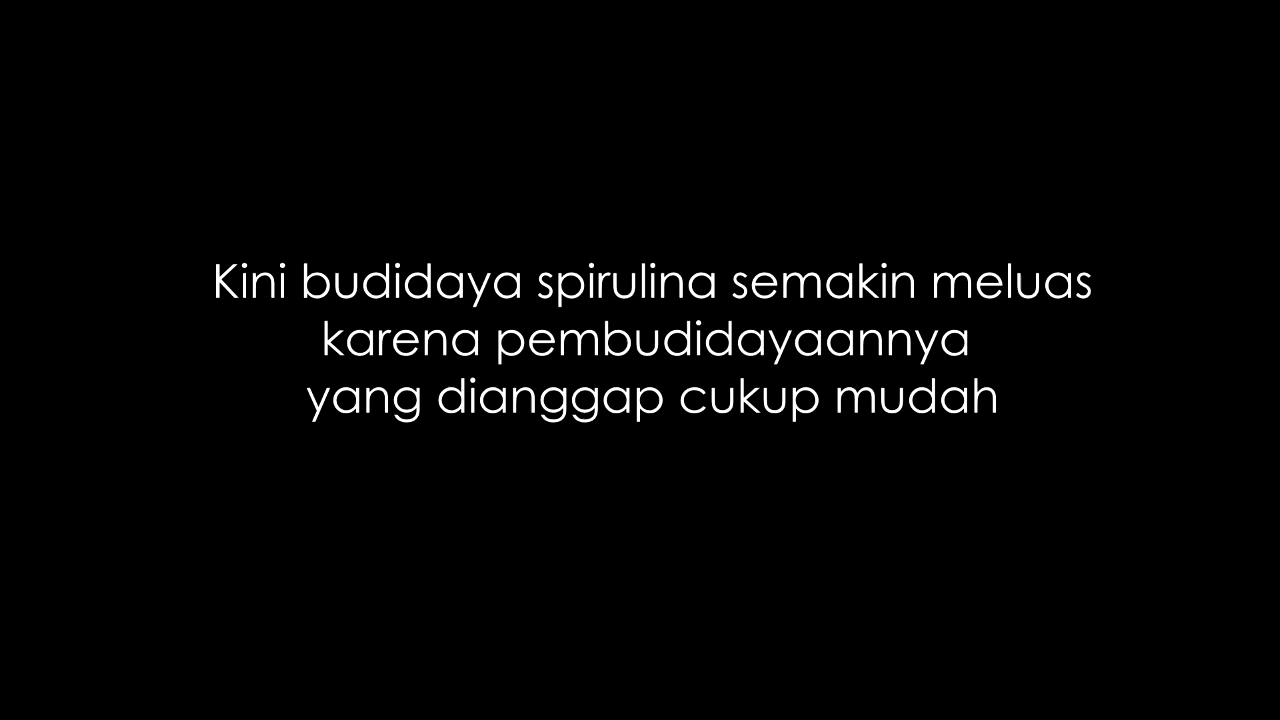 Kini budidaya spirulina semakin meluas
karena pembudidayaannya
yang dianggap cukup mudah